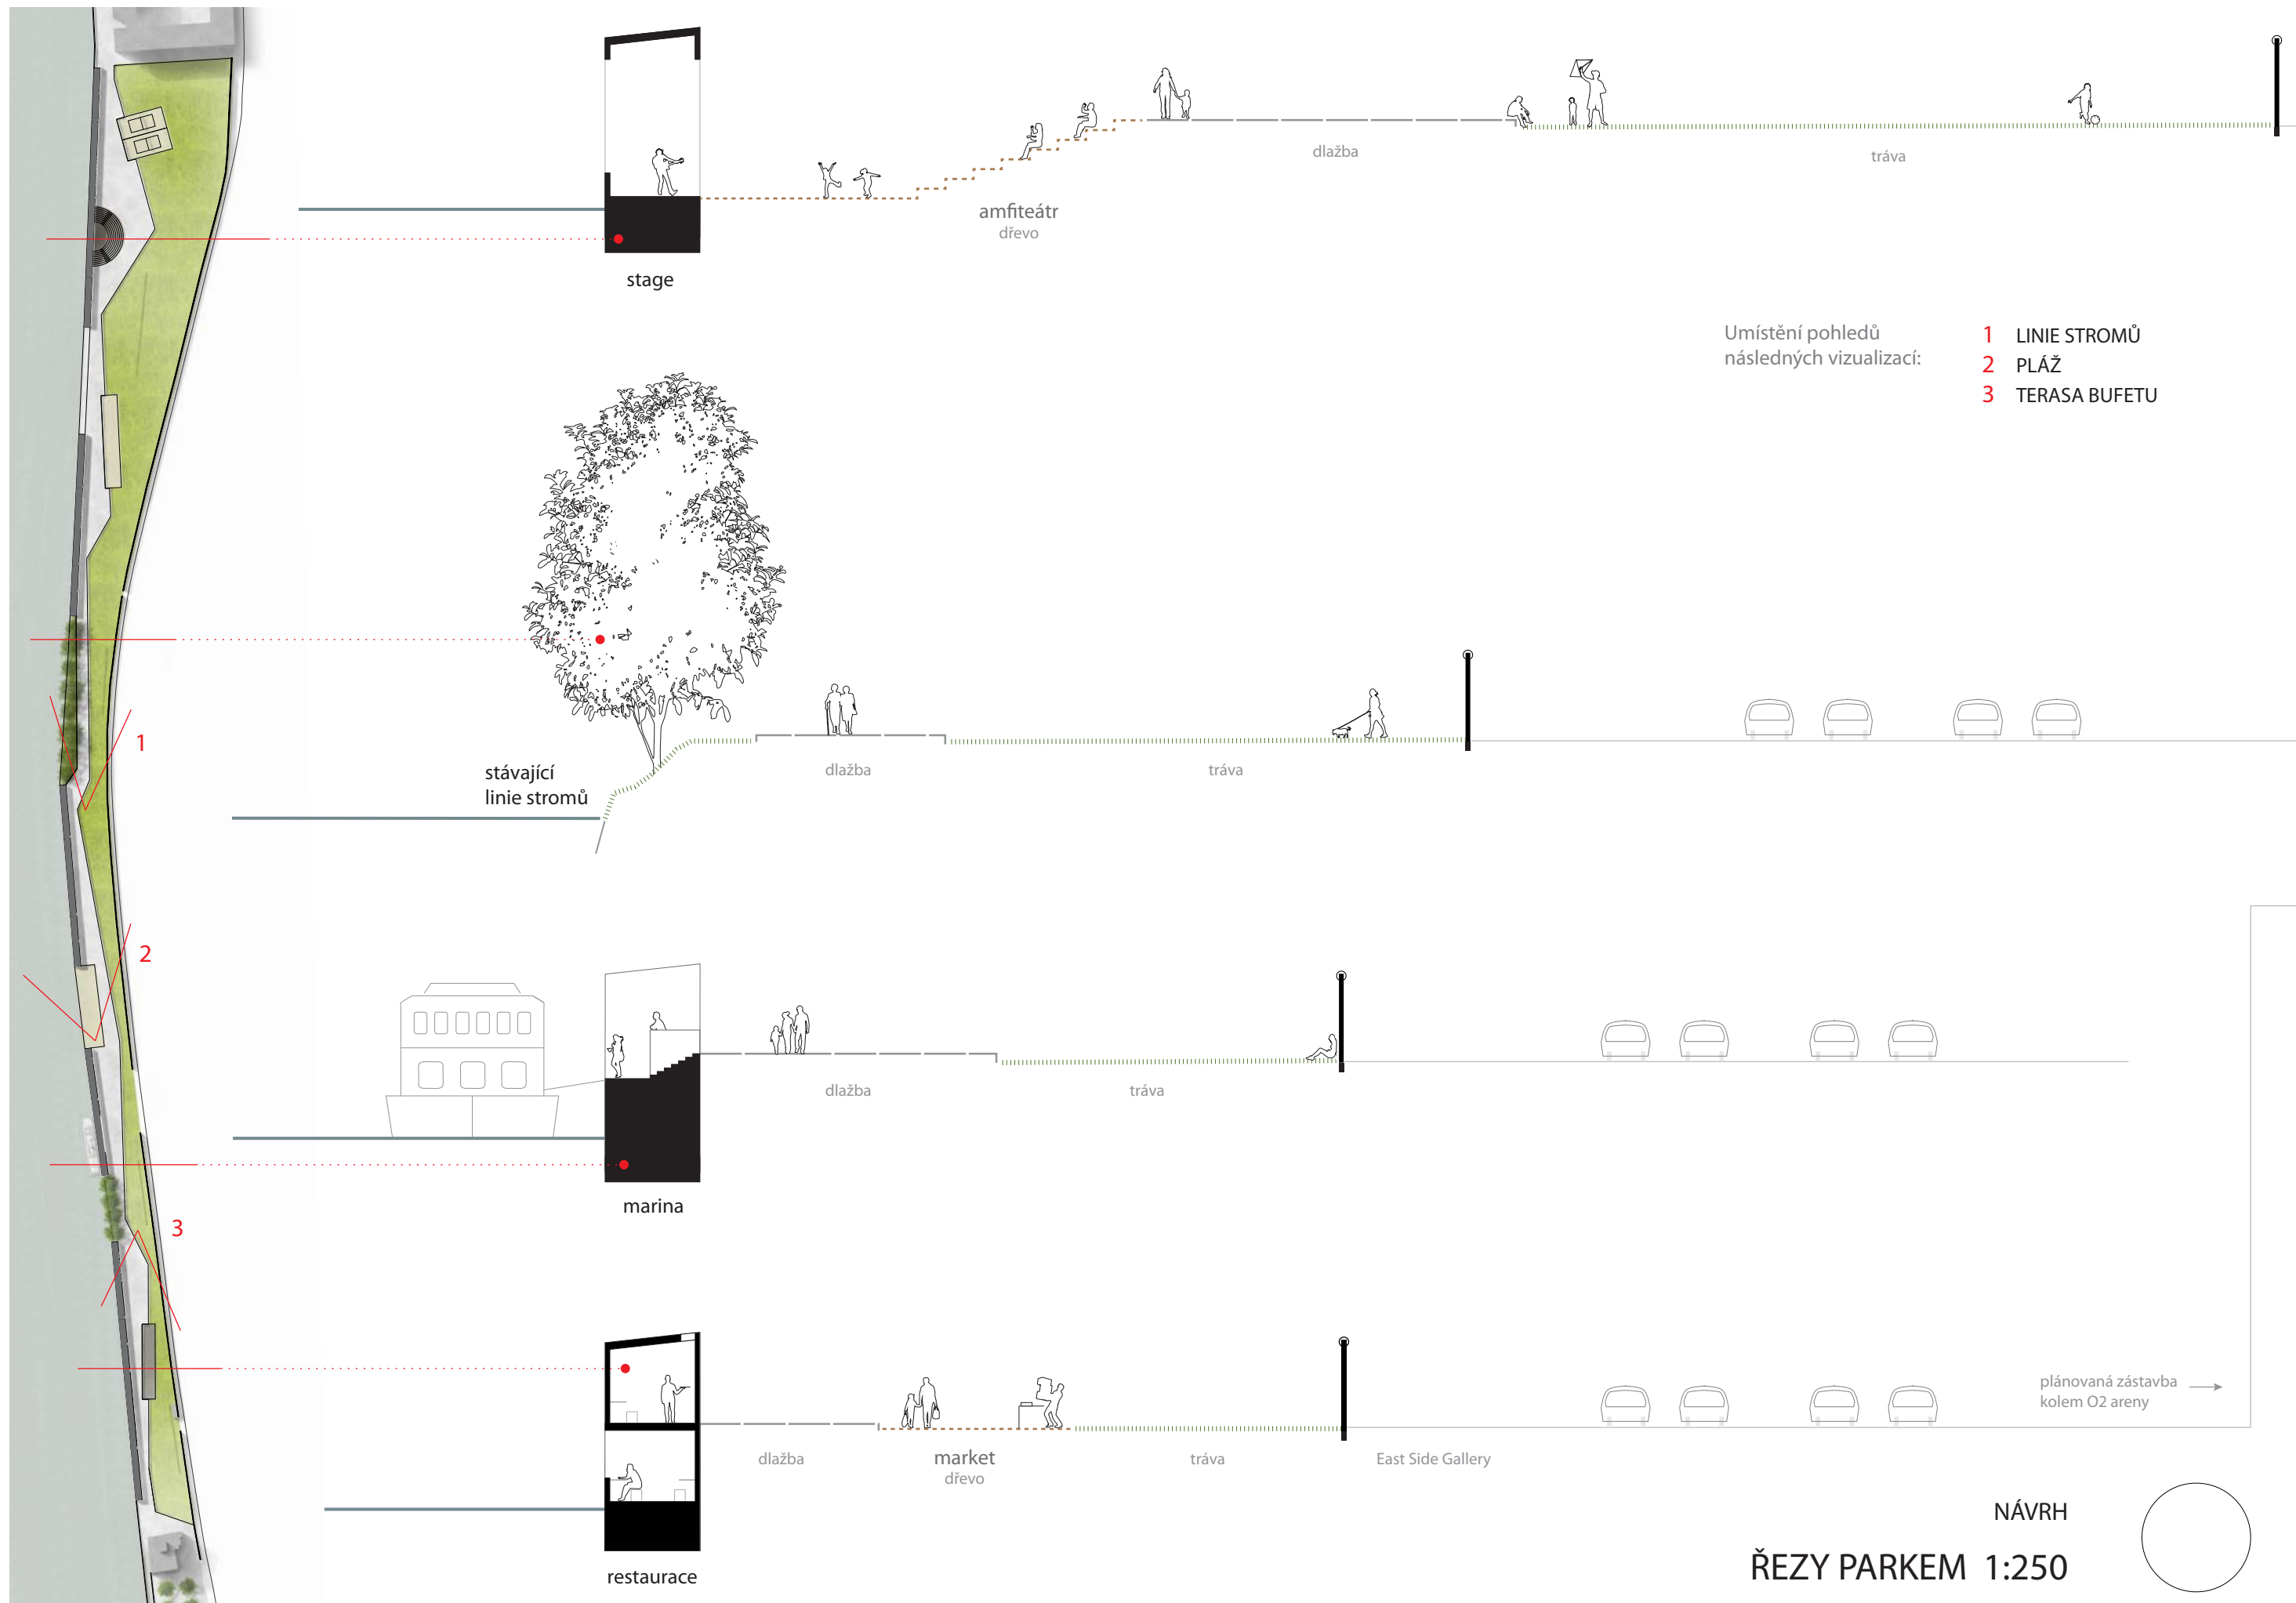 dlažba
tráva
amfiteátr
dřevo
stage
Umístění pohledů
následných vizualizací:
1 LINIE STROMŮ
2 PLÁŽ
3 TERASA BUFETU
1
stávající
linie stromů
dlažba
tráva
2
dlažba
tráva
marina
3
plánovaná zástavba
kolem O2 areny
dlažba
market
dřevo
tráva
East Side Gallery
restaurace
NÁVRH
ŘEZY PARKEM 1:250